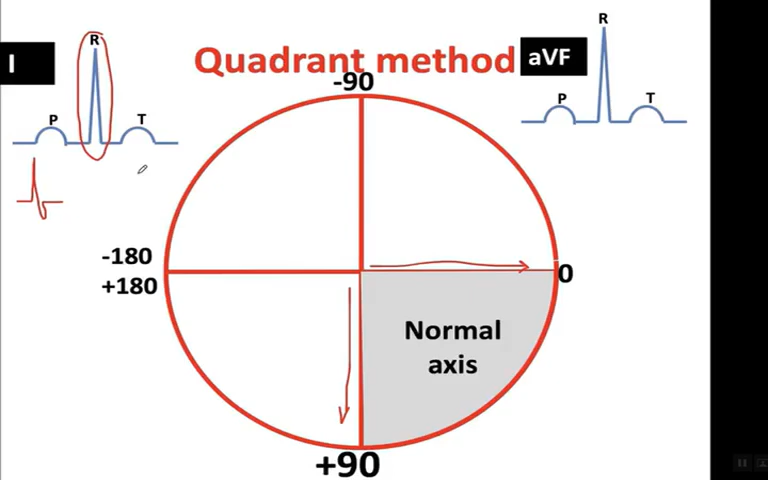 I
R
P
T
Quadrant method
aVF
R
P
T
-90
-180
+180
0
Normal
axis
+90